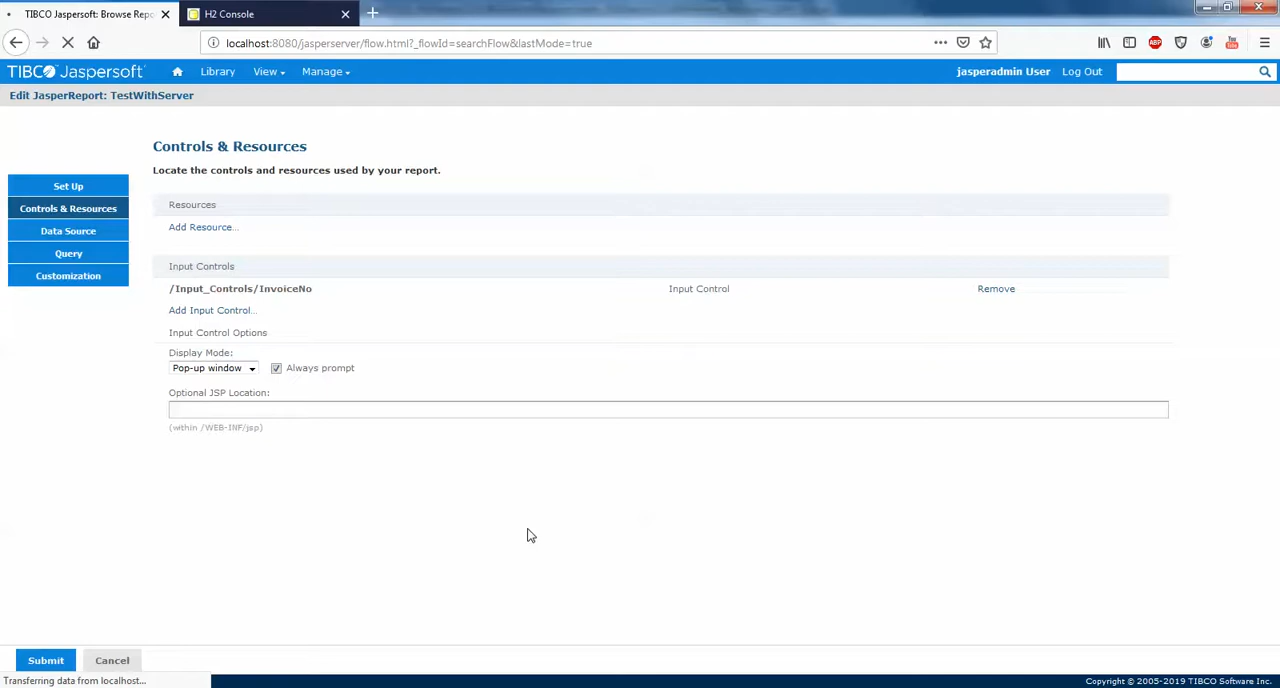 TIBCO Jaspersoft: Browse Repo
H2 Console
localhost:8080/jasperserver/flow.html?_flowId=searchFlow&lastMode=true
ABP
TIBCO Jaspersoft
Library
View
Manage
jasperadmin User
Log Out
Edit JasperReport: TestWithServer
Controls & Resources
Locate the controls and resources used by your report.
Set Up
Controls & Resources
Data Source
Query
Customization
Resources
Add Resource...
Input Controls
/Input_Controls/InvoiceNo Input Control Remove
Add Input Control...
Input Control Options
Display Mode:
Pop-up window Always prompt
Optional JSP Location:
(within /WEB-INF/jsp)
Submit Cancel
Transferring data from localhost...
Copyright © 2005-2019 TIBCO Software Inc.